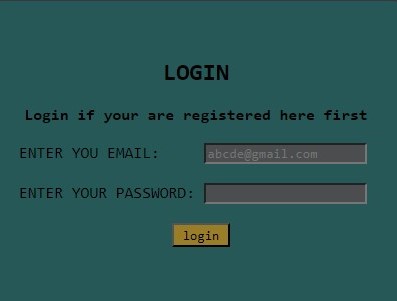 LOGIN
Login if your are registered here first
ENTER YOU EMAIL: abcde@gmail.com
ENTER YOUR PASSWORD:
login